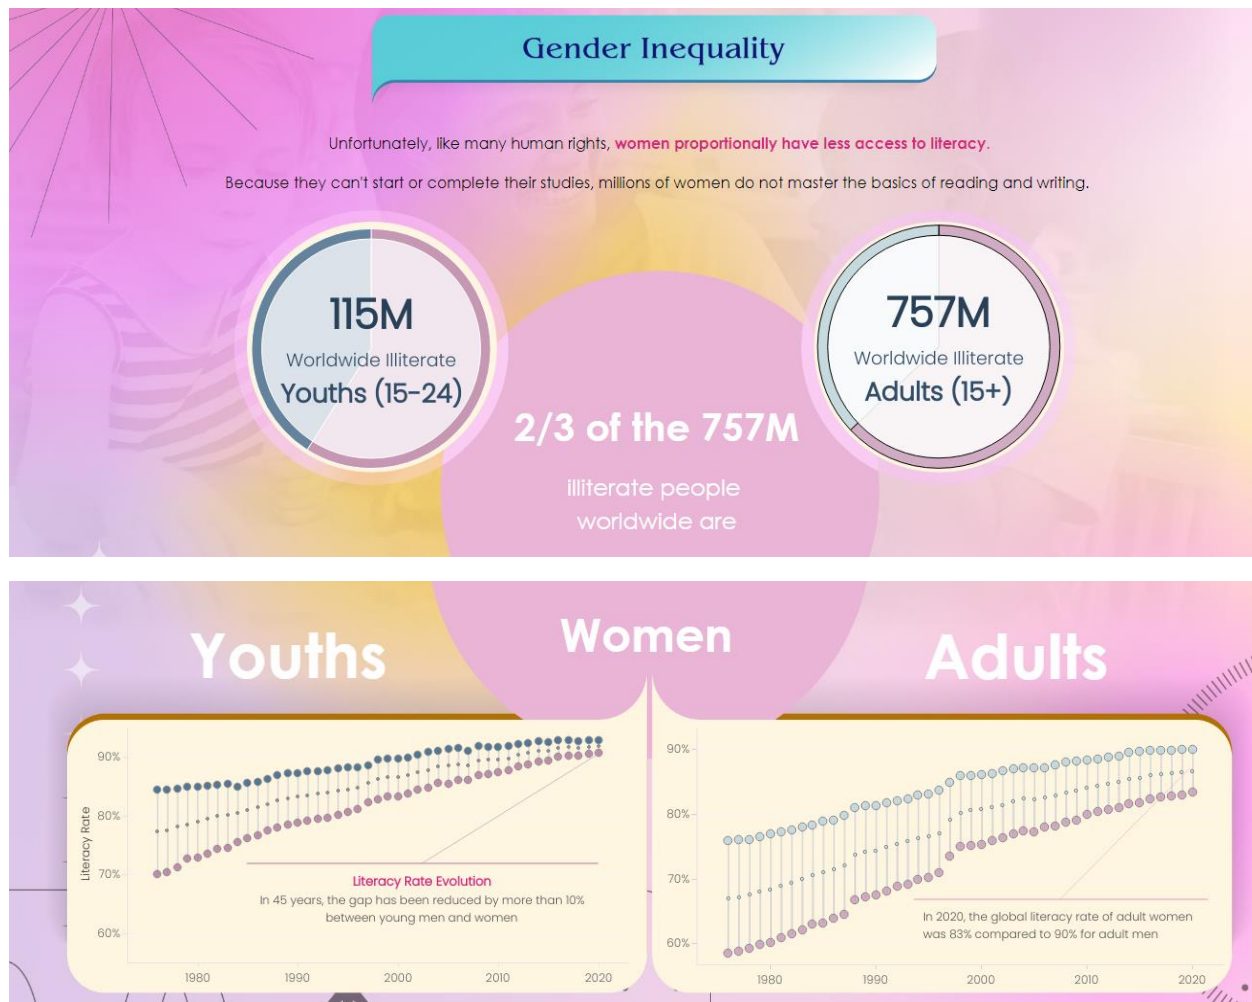 Gender Inequality
Unfortunately, like many human rights, women proportionally have less access to literacy.
Because they can't start or complete their studies, millions of women do not master the basics of reading and writing.
115M
Worldwide Illiterate
Youths (15-24)
757M
Worldwide Illiterate
Adults (15+)
2/3 of the 757M
illiterate people
worldwide are
Women
Youths
Adults
Literacy Rate
90%
80%
70%
60%
Literacy Rate Evolution
In 45 years, the gap has been reduced by more than 10%
between young men and women
1980
1990
2000
2010
2020
90%
80%
70%
60%
In 2020, the global literacy rate of adult women
was 83% compared to 90% for adult men
1980
1990
2000
2010
2020